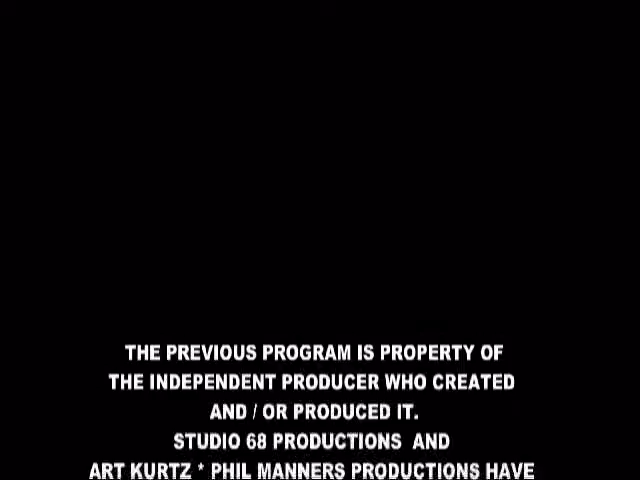 THE PREVIOUS PROGRAM IS PROPERTY OF
THE INDEPENDENT PRODUCER WHO CREATED
AND / OR PRODUCED IT.
STUDIO 68 PRODUCTIONS AND
ART KURTZ * PHIL MANNERS PRODUCTIONS HAVE